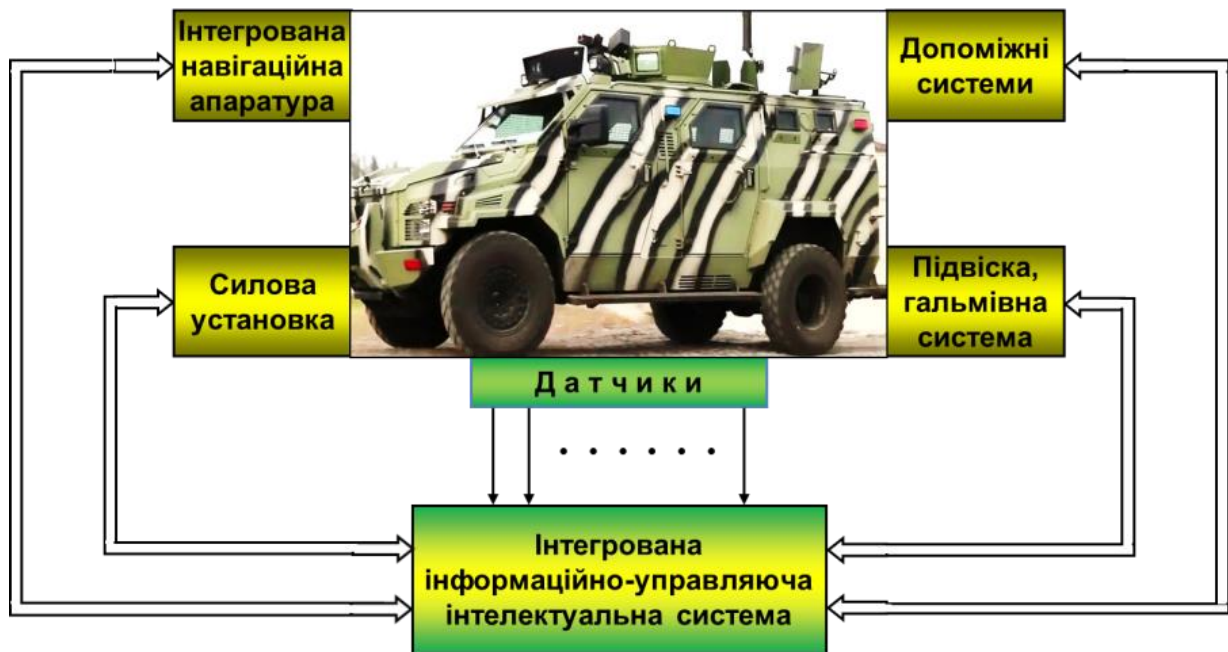 Інтегрована
навігаційна
апаратура
Допоміжні
системи
Силова
установка
Підвіска,
гальмівна
система
Датчики
Інтегрована
інформаційно-управляюча
інтелектуальна система